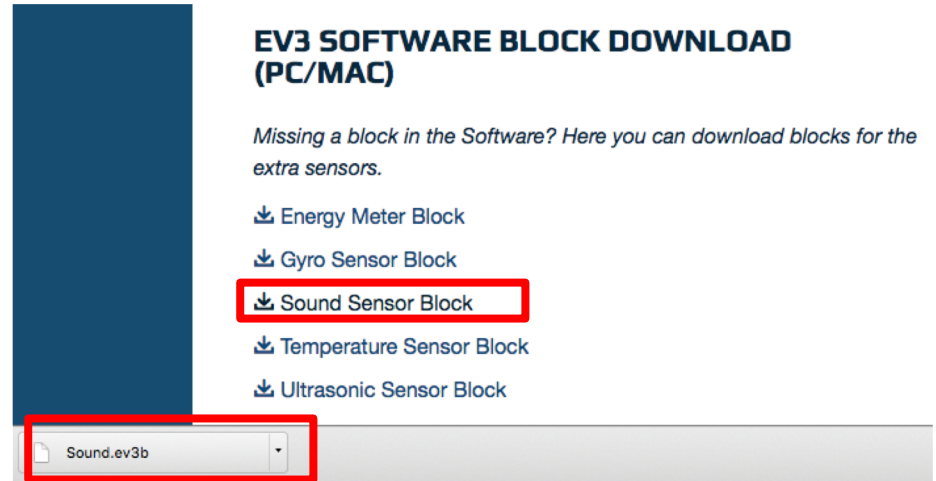 EV3 SOFTWARE BLOCK DOWNLOAD
(PC/MAC)
Missing a block in the Software? Here you can download blocks for the
extra sensors.
Energy Meter Block
Gyro Sensor Block
Sound Sensor Block
Temperature Sensor Block
Ultrasonic Sensor Block
Sound.ev3b